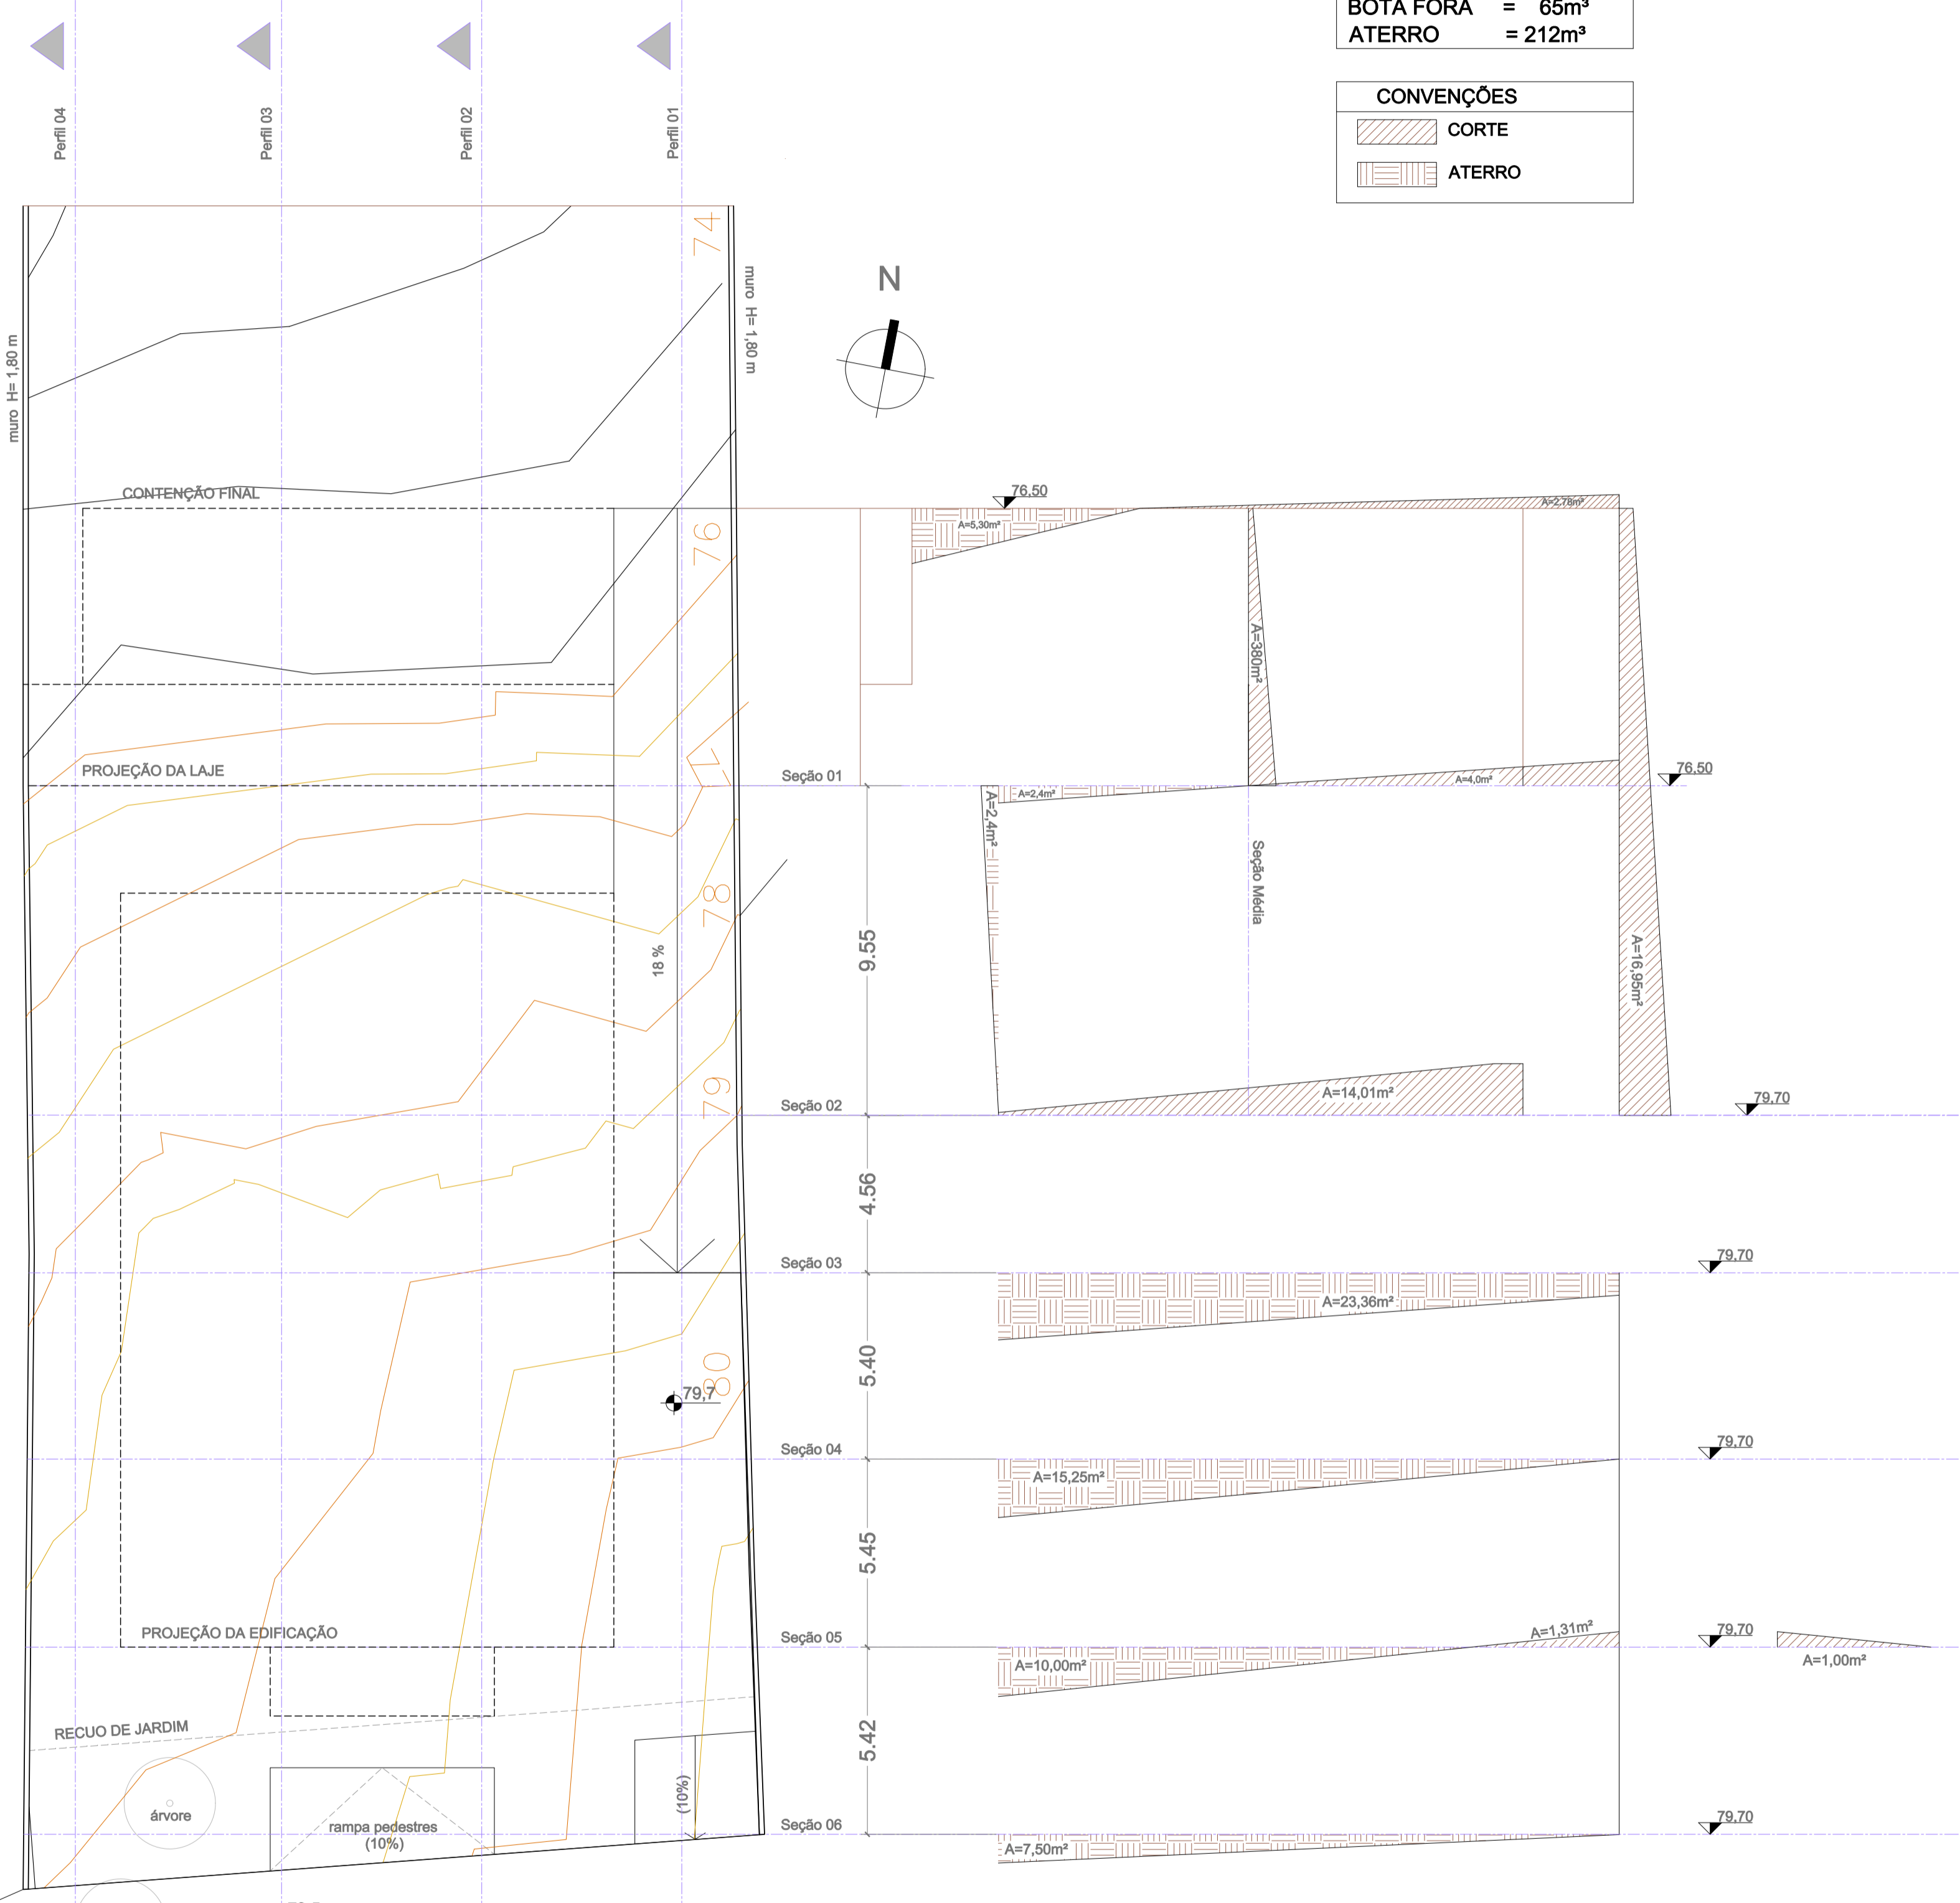 BOTA FORA = 65m³
ATERRO = 212m³
CONVENÇÕES
CORTE
ATERRO
Perfil 04
Perfil 03
Perfil 02
Perfil 01
74
muro H= 1,80 m
muro H= 1,80 m
N
CONTENÇÃO FINAL
76
76,50
A=5,30m²
A=2,78m²
A=380m²
PROJEÇÃO DA LAJE
77
Seção 01
A=2,4m²
A=2,4m²
A=4,0m²
76,50
Seção Média
78
18 %
9.55
A=16,95m²
79
Seção 02
A=14,01m²
79,70
4.56
Seção 03
79,70
A=23,36m²
5.40
80
79,7
Seção 04
79,70
A=15,25m²
5.45
PROJEÇÃO DA EDIFICAÇÃO
Seção 05
A=10,00m²
A=1,31m²
79,70
A=1,00m²
RECUO DE JARDIM
5.42
(10%)
árvore
rampa pedestres
(10%)
Seção 06
79,70
A=7,50m²